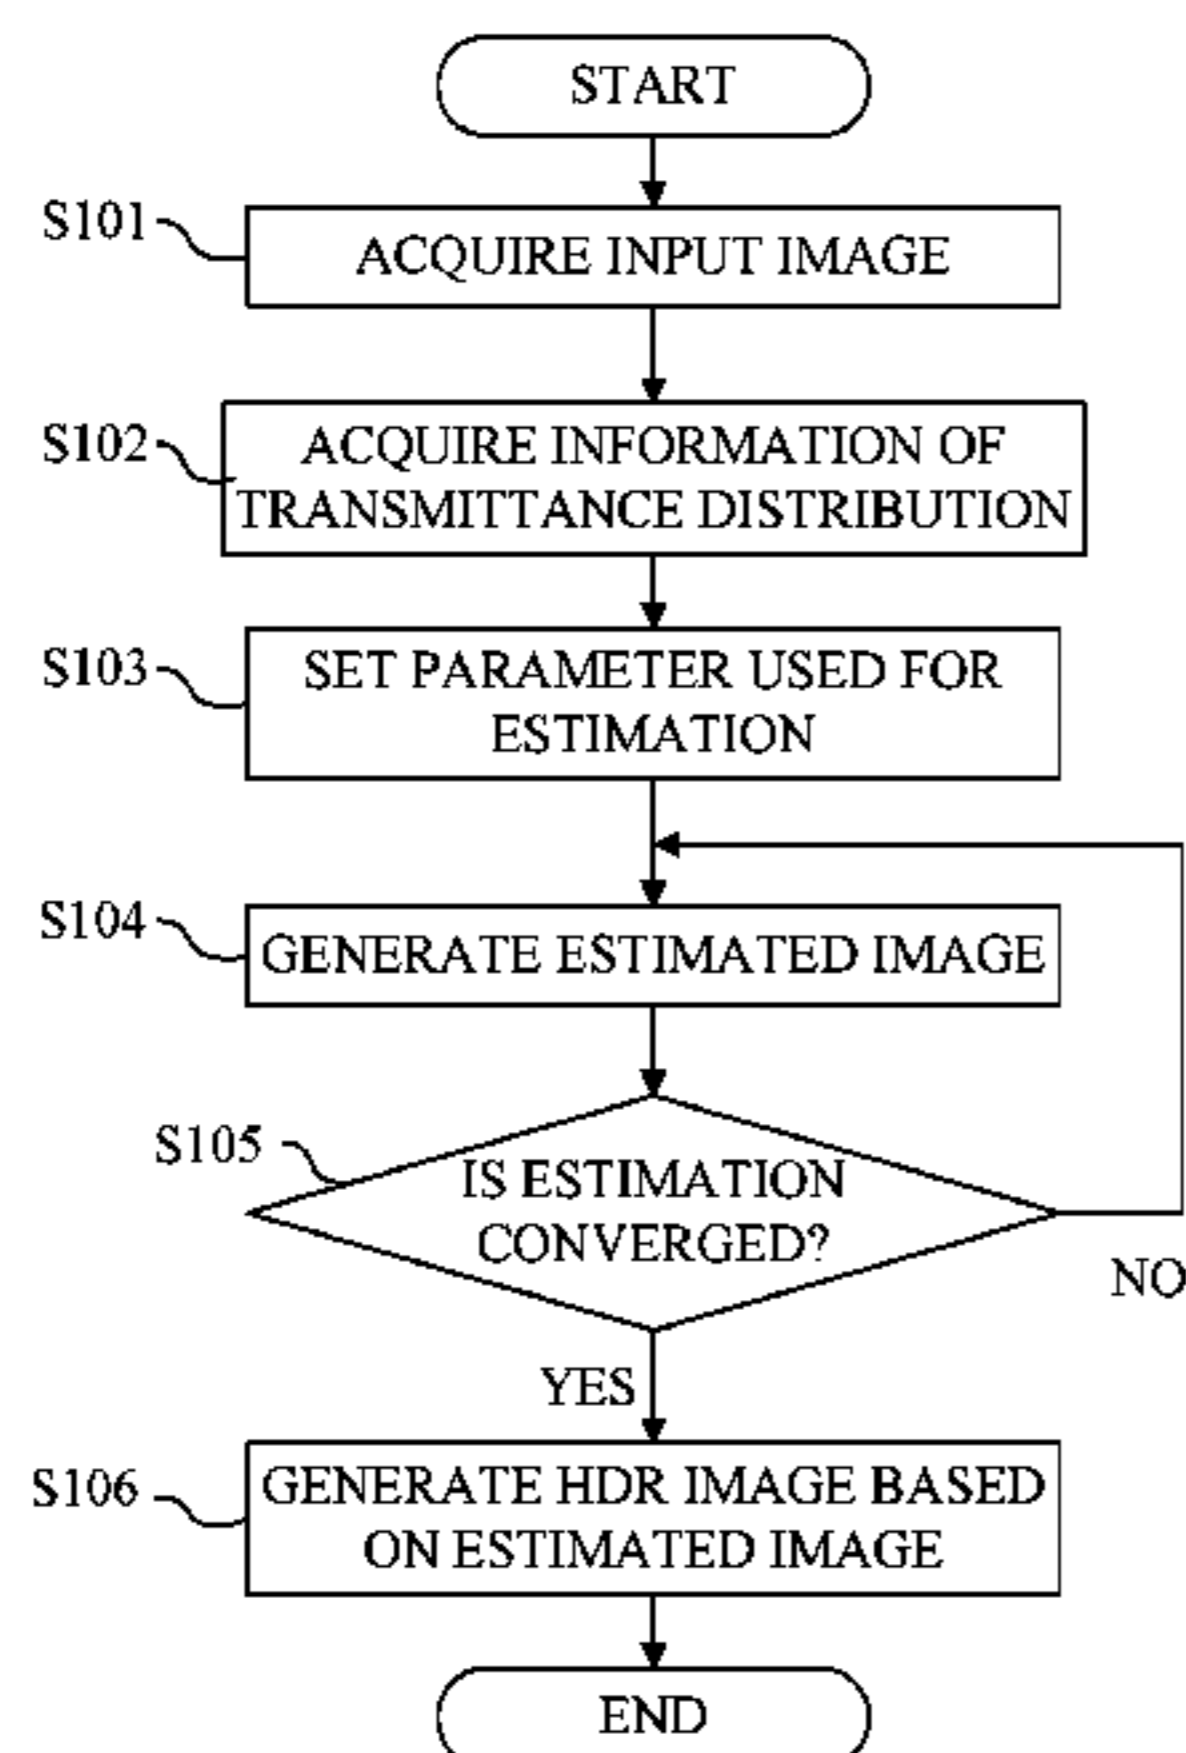 START
S101
ACQUIRE INPUT IMAGE
S102
ACQUIRE INFORMATION OF
TRANSMITTANCE DISTRIBUTION
S103
SET PARAMETER USED FOR
ESTIMATION
S104
GENERATE ESTIMATED IMAGE
S105
IS ESTIMATION
CONVERGED?
NO
YES
S106
GENERATE HDR IMAGE BASED
ON ESTIMATED IMAGE
END